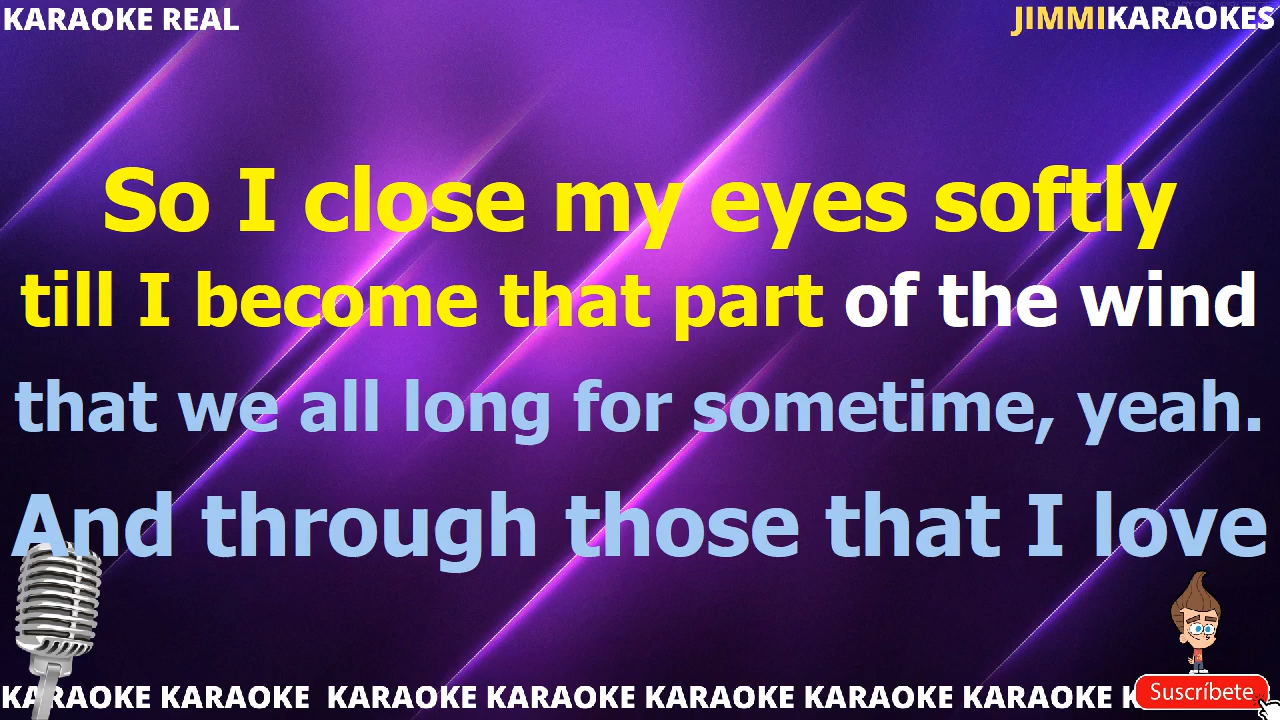 KARAOKE REAL
JIMMIKARAOKES
So I close my eyes softly
till I become that part of the wind
that we all long for sometime, yeah.
And through those that I love
KARAOKE KARAOKE KARAOKE KARAOKE KARAOKE KARAOKE KARAOKE
Suscríbete